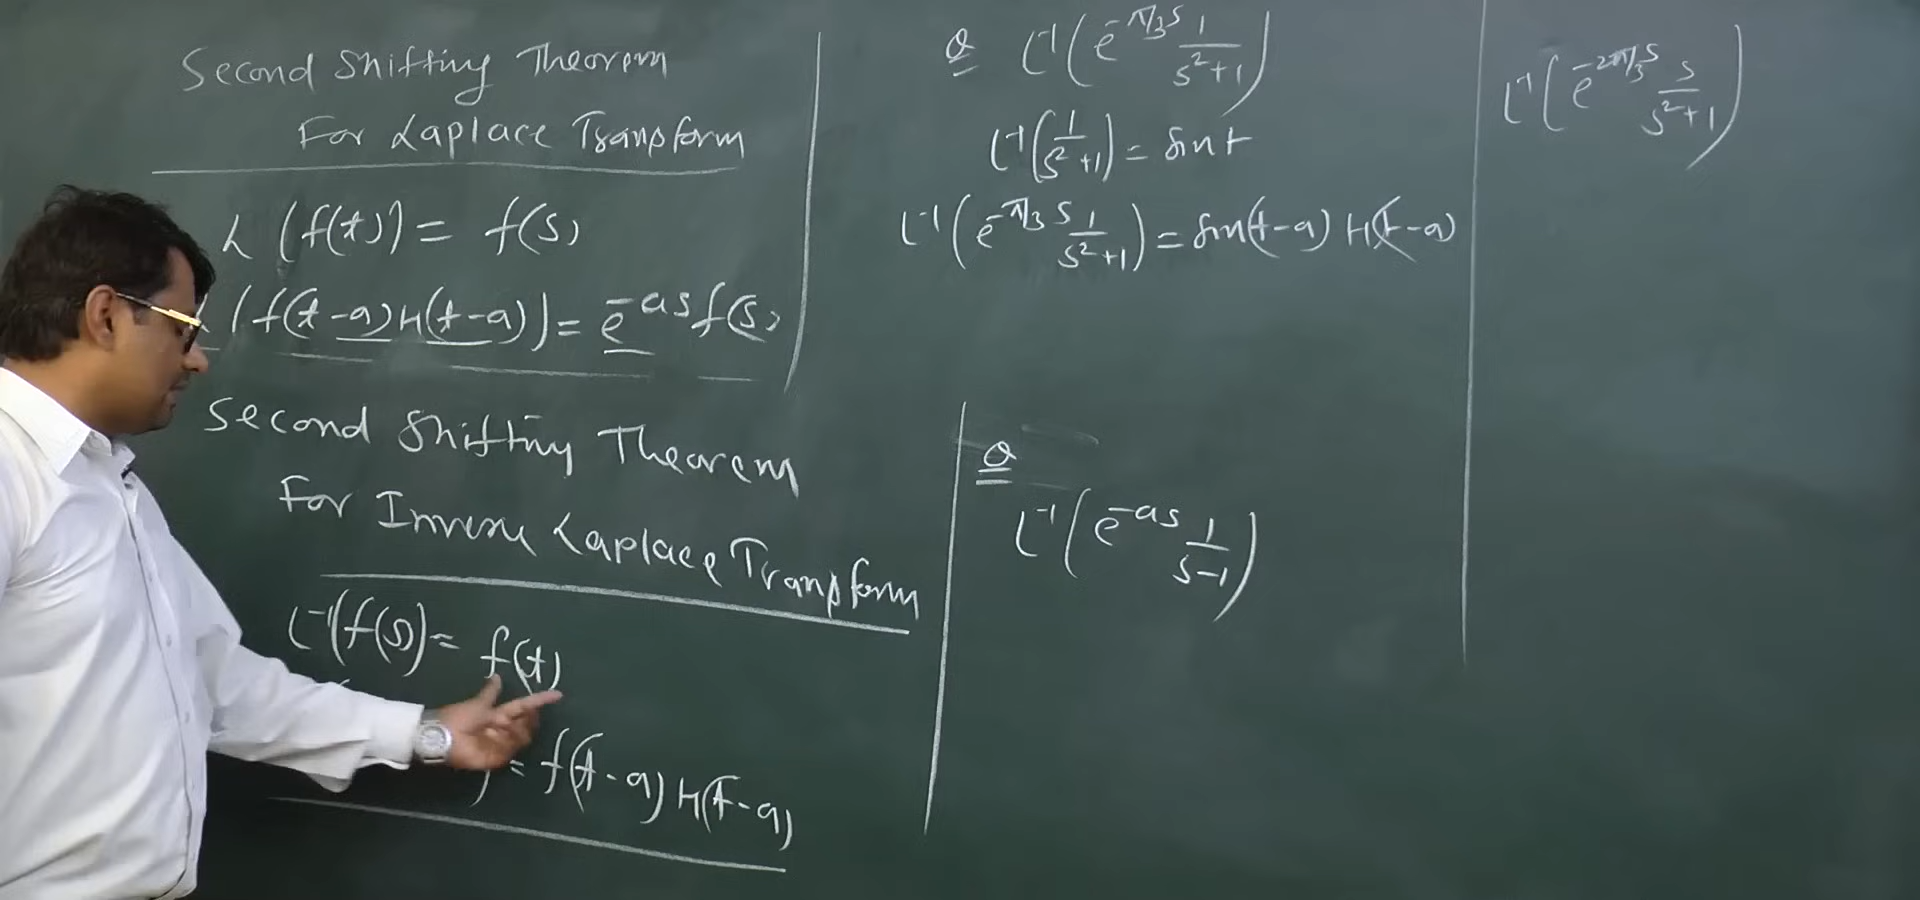 Second Shifting Theorem
For Laplace Transform
L (f(t)) = f(s)
(f(t-a)H(t-a)) = e^-as f(s)
Second Shifting Theorem
For Inverse Laplace Transform
L^-1(f(s)) = f(t)
) = f(t-a) H(t-a)
Q L^-1(e^-π/3 s 1/(s²+1))
L^-1(1/(s²+1)) = Sin t
L^-1(e^-π/3 s 1/(s²+1)) = Sin(t-a) H(t-a)
Q
L^-1(e^-as 1/(s-1))
L^-1(e^-2π/3 s s/(s²+1))